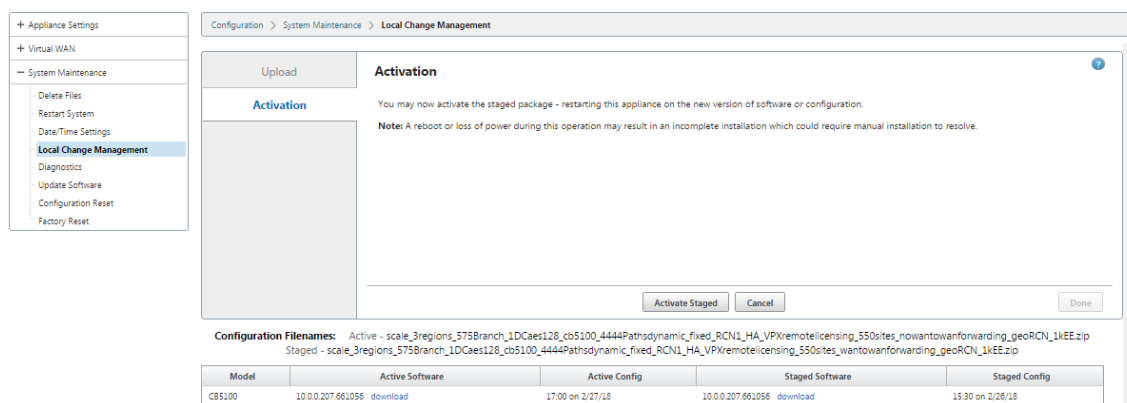 + Appliance Settings
+ Virtual WAN
− System Maintenance
Delete Files
Restart System
Date/Time Settings
Local Change Management
Diagnostics
Update Software
Configuration Reset
Factory Reset
Configuration > System Maintenance > Local Change Management
Upload
Activation
Activation
?
You may now activate the staged package - restarting this appliance on the new version of software or configuration.
Note: A reboot or loss of power during this operation may result in an incomplete installation which could require manual installation to resolve.
Activate Staged Cancel Done
Configuration Filenames: Active - scale_3regions_575Branch_1DCaes128_cb5100_4444Pathsdynamic_fixed_RCN1_HA_VPXremotelicensing_550sites_nowantowanforwarding_geoRCN_1kEE.zip
Staged - scale_3regions_575Branch_1DCaes128_cb5100_4444Pathsdynamic_fixed_RCN1_HA_VPXremotelicensing_550sites_wantowanforwarding_geoRCN_1kEE.zip
Model Active Software Active Config Staged Software Staged Config
CB5100 10.0.0.207.661056 download 17:00 on 2/27/18 10.0.0.207.661056 download 15:30 on 2/26/18